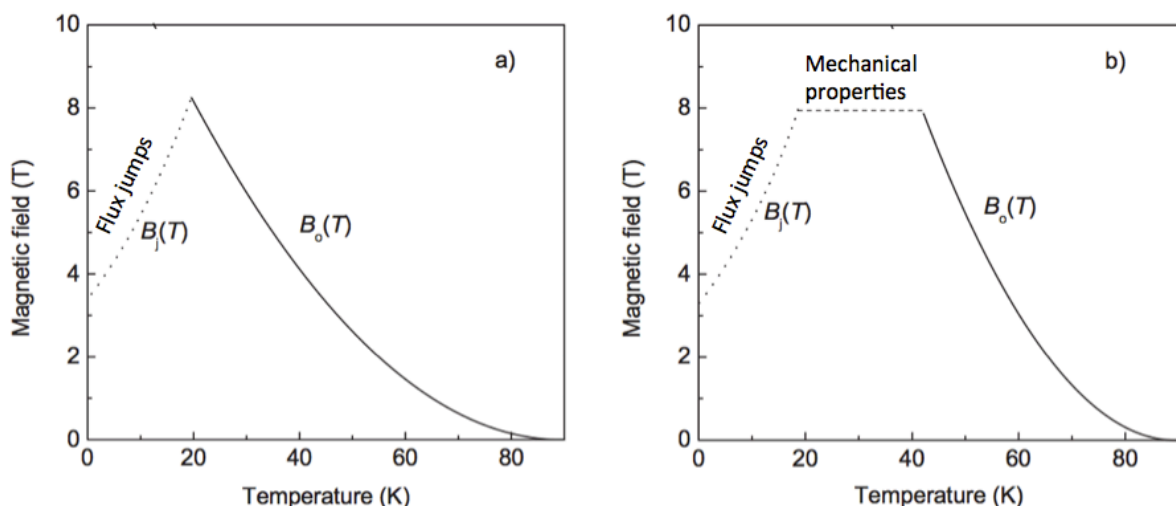 a)
10
8
6
4
2
0
Magnetic field (T)
Flux jumps
Bj(T)
Bo(T)
0 20 40 60 80
Temperature (K)
b)
10
8
6
4
2
0
Magnetic field (T)
Mechanical
properties
Flux jumps
Bj(T)
Bo(T)
0 20 40 60 80
Temperature (K)